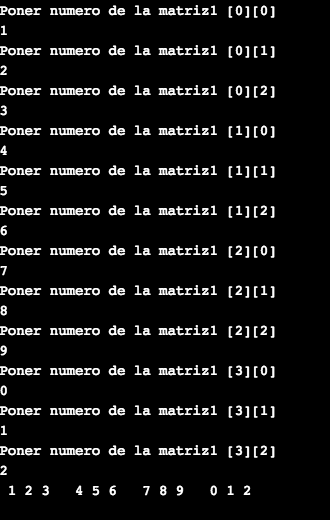 Poner numero de la matriz1 [0][0]
1
Poner numero de la matriz1 [0][1]
2
Poner numero de la matriz1 [0][2]
3
Poner numero de la matriz1 [1][0]
4
Poner numero de la matriz1 [1][1]
5
Poner numero de la matriz1 [1][2]
6
Poner numero de la matriz1 [2][0]
7
Poner numero de la matriz1 [2][1]
8
Poner numero de la matriz1 [2][2]
9
Poner numero de la matriz1 [3][0]
0
Poner numero de la matriz1 [3][1]
1
Poner numero de la matriz1 [3][2]
2
 1 2 3   4 5 6   7 8 9   0 1 2